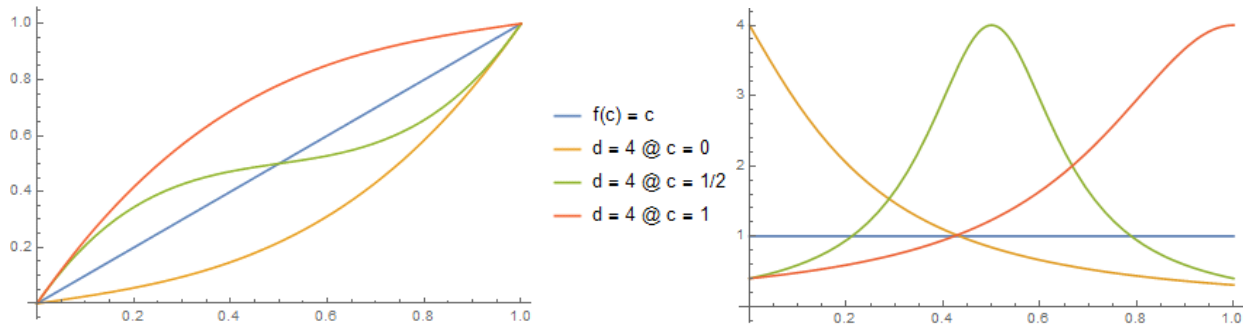 1.0
0.8
0.6
0.4
0.2
0.2 0.4 0.6 0.8 1.0
f(c) = c
d = 4 @ c = 0
d = 4 @ c = 1/2
d = 4 @ c = 1
4
3
2
1
0.2 0.4 0.6 0.8 1.0